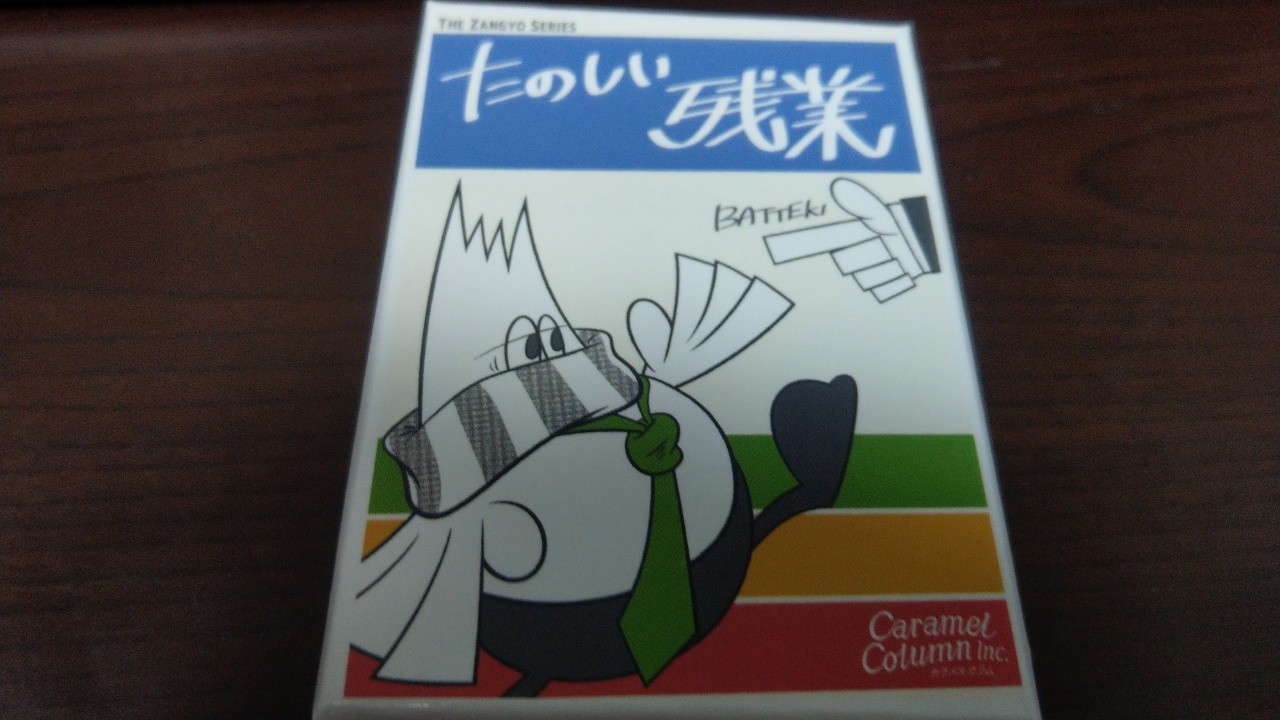 THE ZANGYO SERIES
たのしい
残業
BATTEKI
Caramel
Column Inc.
カラメル・カラム